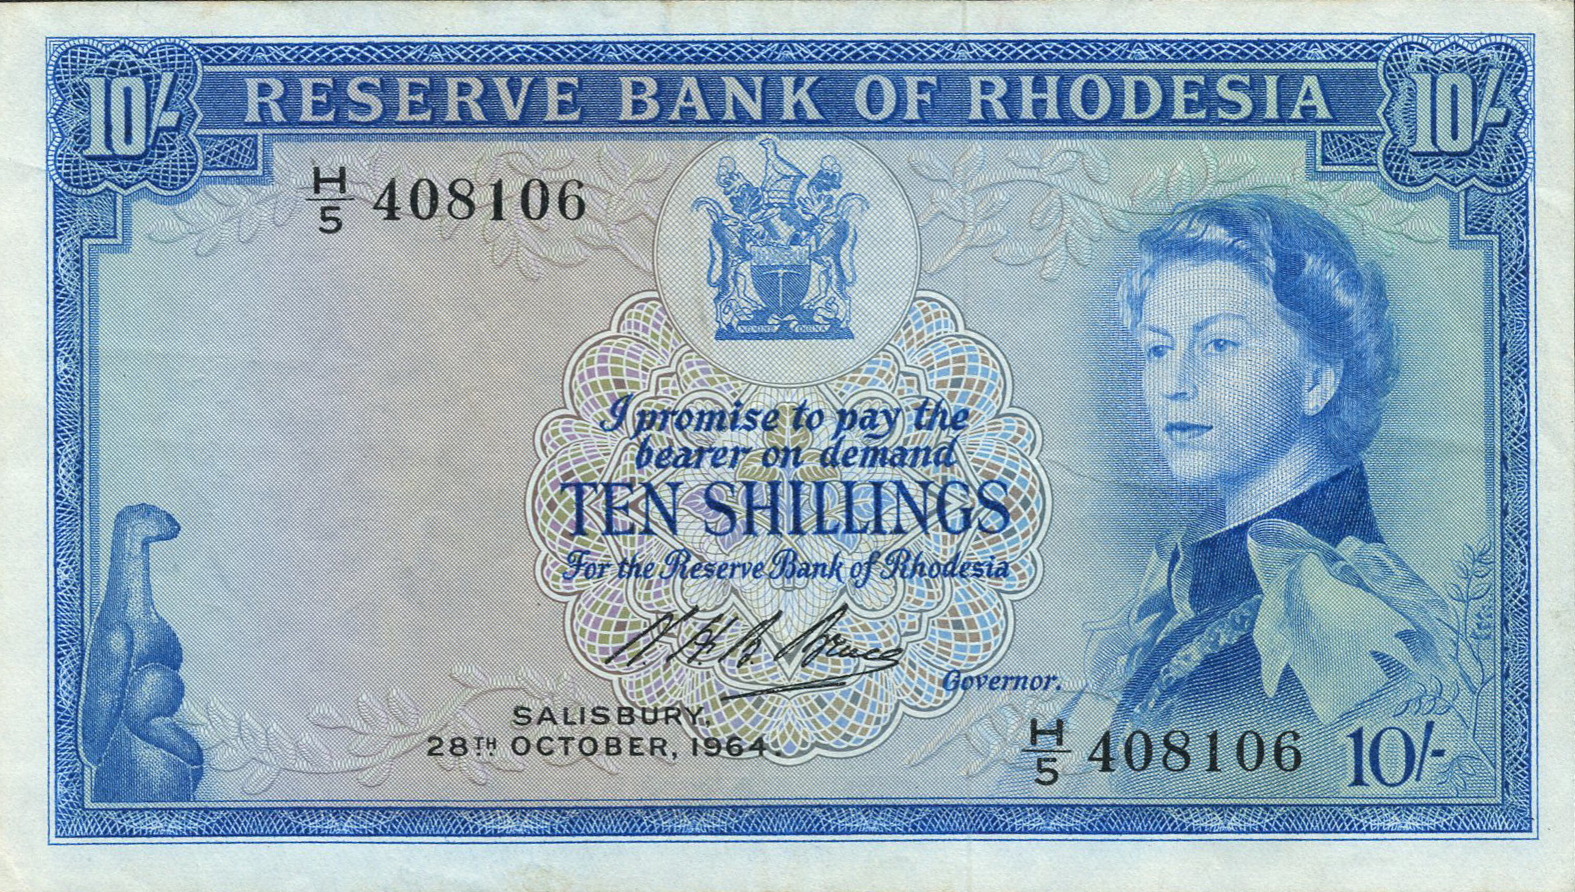 10/- RESERVE BANK OF RHODESIA 10/-
H/5 408106
I promise to pay the
bearer on demand
TEN SHILLINGS
For the Reserve Bank of Rhodesia
Governor.
SALISBURY,
28TH OCTOBER, 1964.
H/5 408106 10/-